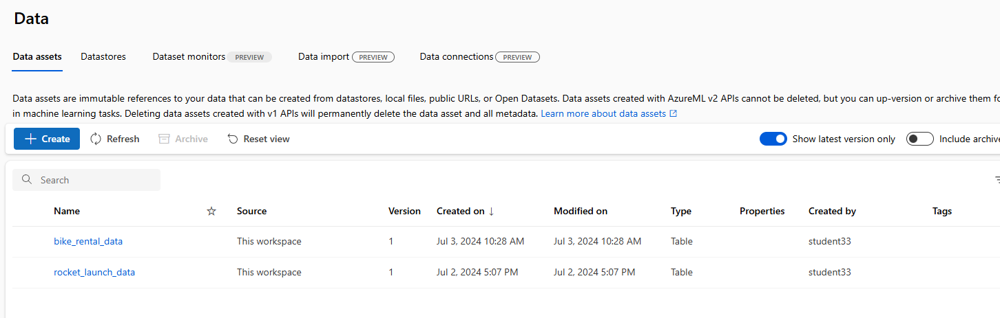 Data
Data assets Datastores Dataset monitors PREVIEW Data import PREVIEW Data connections PREVIEW
Data assets are immutable references to your data that can be created from datastores, local files, public URLs, or Open Datasets. Data assets created with AzureML v2 APIs cannot be deleted, but you can up-version or archive them
in machine learning tasks. Deleting data assets created with v1 APIs will permanently delete the data asset and all metadata. Learn more about data assets
Create Refresh Archive Reset view Show latest version only Include
Search
Name Source Version Created on ↓ Modified on Type Properties Created by Tags
bike_rental_data This workspace 1 Jul 3, 2024 10:28 AM Jul 3, 2024 10:28 AM Table student33
rocket_launch_data This workspace 1 Jul 2, 2024 5:07 PM Jul 2, 2024 5:07 PM Table student33